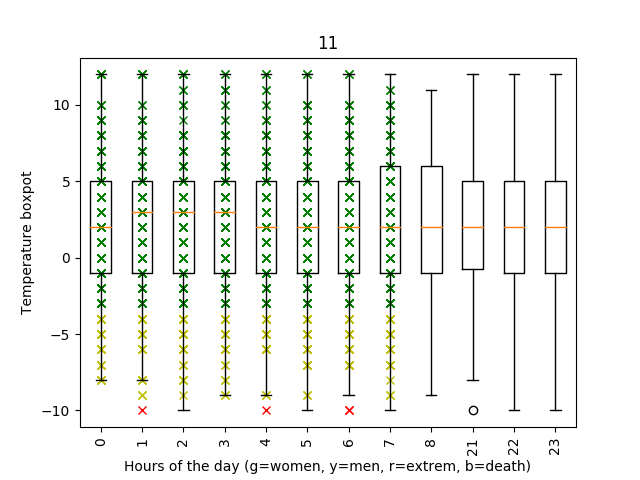 11
Temperature boxpot
10
5
0
−5
−10
0 1 2 3 4 5 6 7 8 21 22 23
Hours of the day (g=women, y=men, r=extrem, b=death)